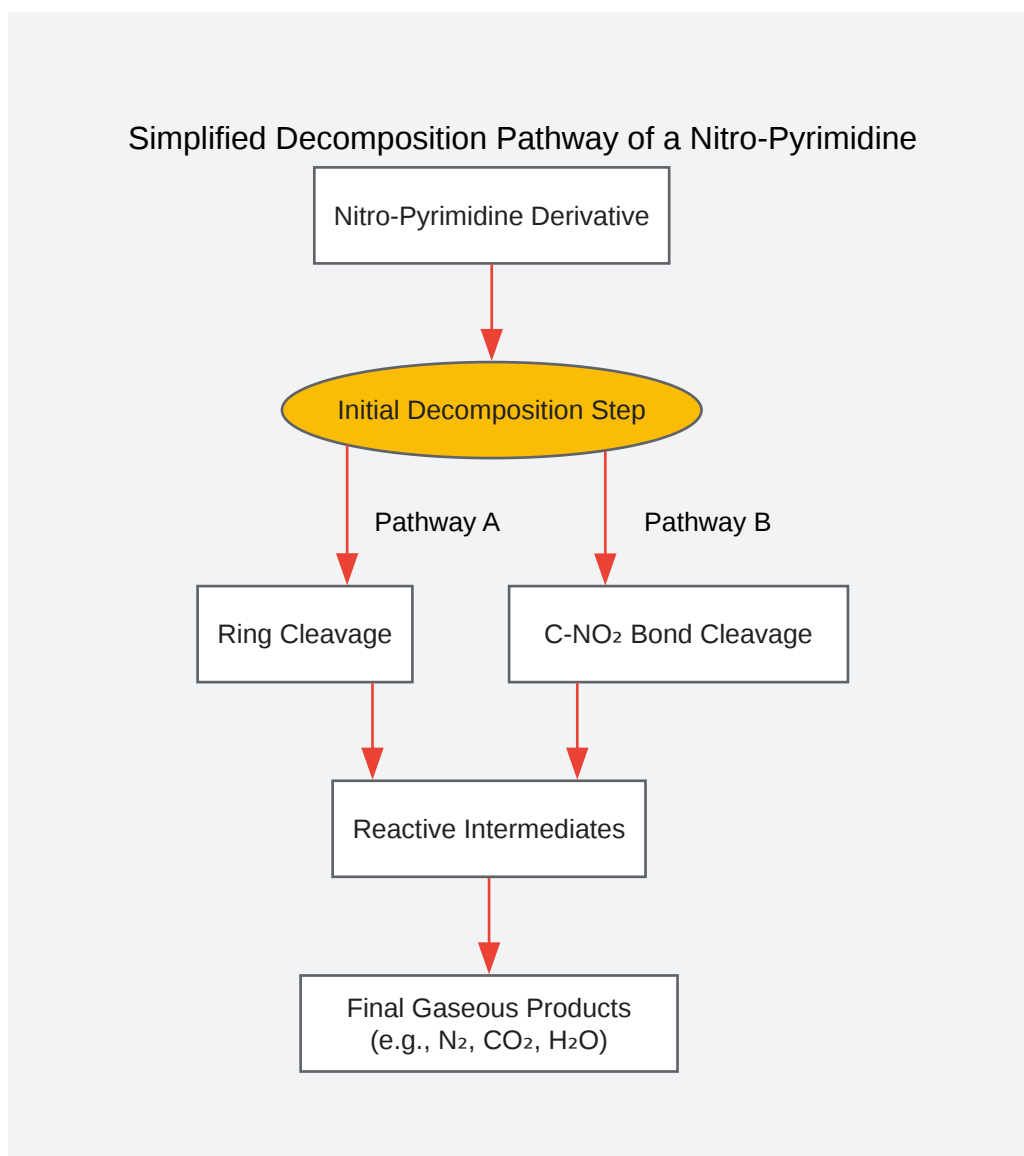 Simplified Decomposition Pathway of a Nitro-Pyrimidine
Nitro-Pyrimidine Derivative
Initial Decomposition Step
Pathway A
Pathway B
Ring Cleavage
C-NO₂ Bond Cleavage
Reactive Intermediates
Final Gaseous Products
(e.g., N₂, CO₂, H₂O)